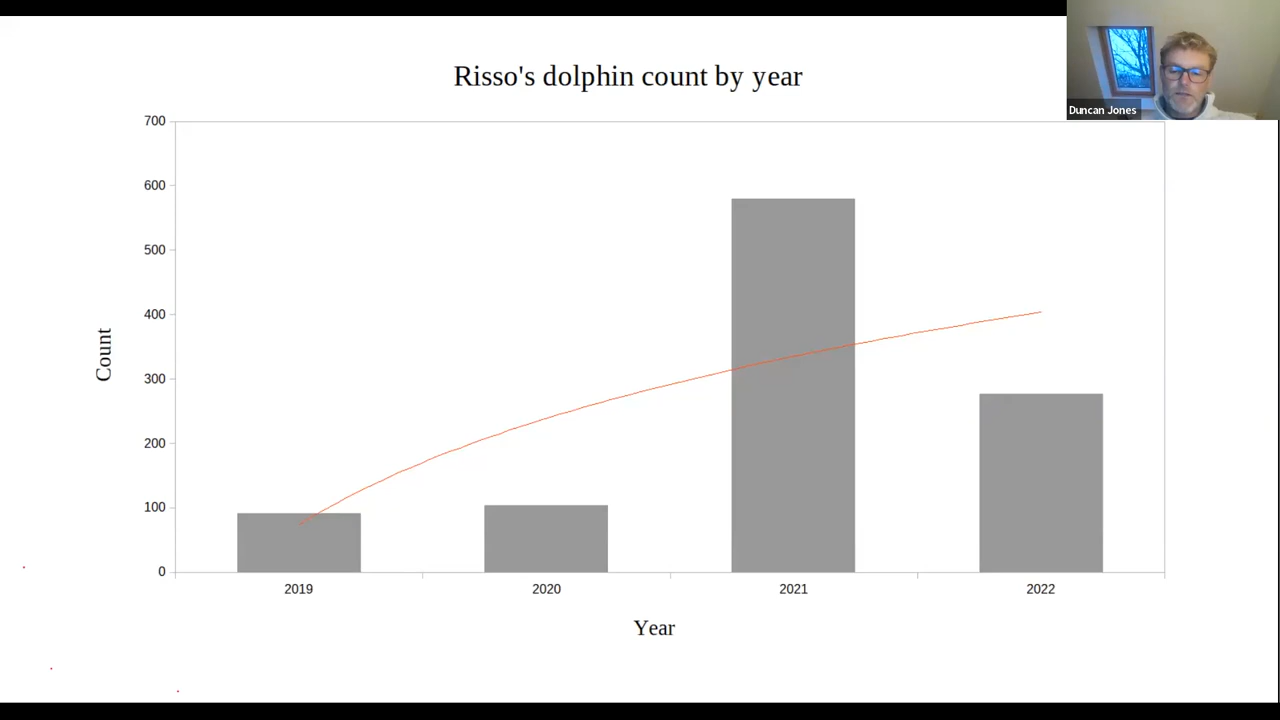 Risso's dolphin count by year
Duncan Jones
700
600
500
400
300
200
100
0
Count
2019 2020 2021 2022
Year